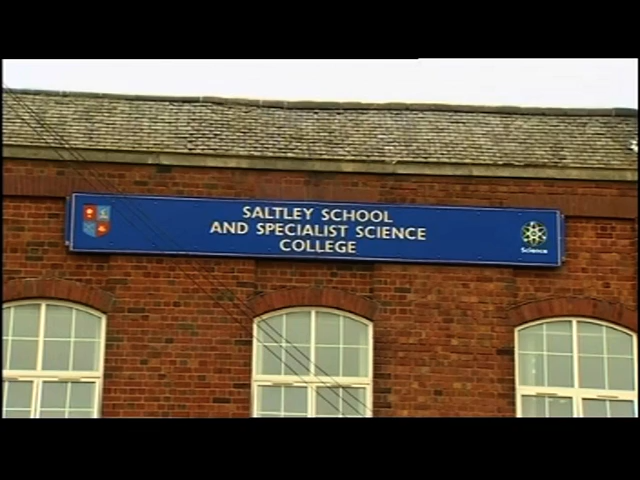 SALTLEY SCHOOL
AND SPECIALIST SCIENCE
COLLEGE
Science